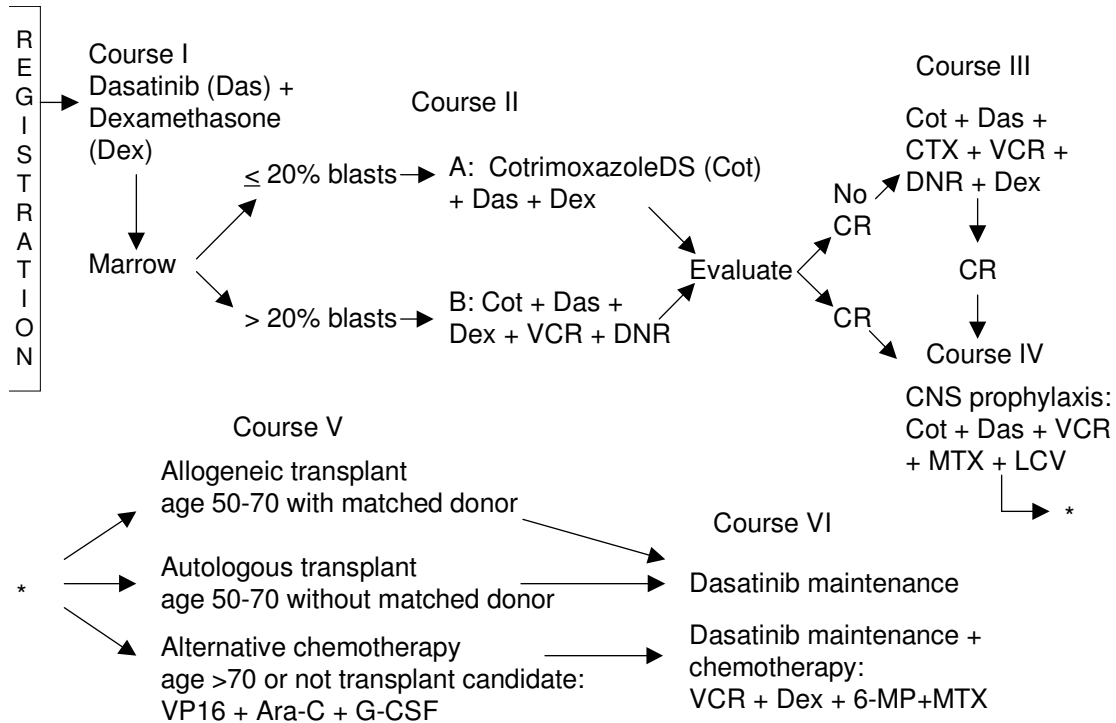 REGISTRATION
Course I
Dasatinib (Das) +
Dexamethasone
(Dex)
Marrow
≤ 20% blasts
> 20% blasts
Course II
A: CotrimoxazoleDS (Cot)
+ Das + Dex
B: Cot + Das +
Dex + VCR + DNR
Evaluate
No
CR
CR
Course III
Cot + Das +
CTX + VCR +
DNR + Dex
CR
Course IV
CNS prophylaxis:
Cot + Das + VCR
+ MTX + LCV
*
*
Course V
Allogeneic transplant
age 50-70 with matched donor
Autologous transplant
age 50-70 without matched donor
Alternative chemotherapy
age >70 or not transplant candidate:
VP16 + Ara-C + G-CSF
Course VI
Dasatinib maintenance
Dasatinib maintenance +
chemotherapy:
VCR + Dex + 6-MP+MTX